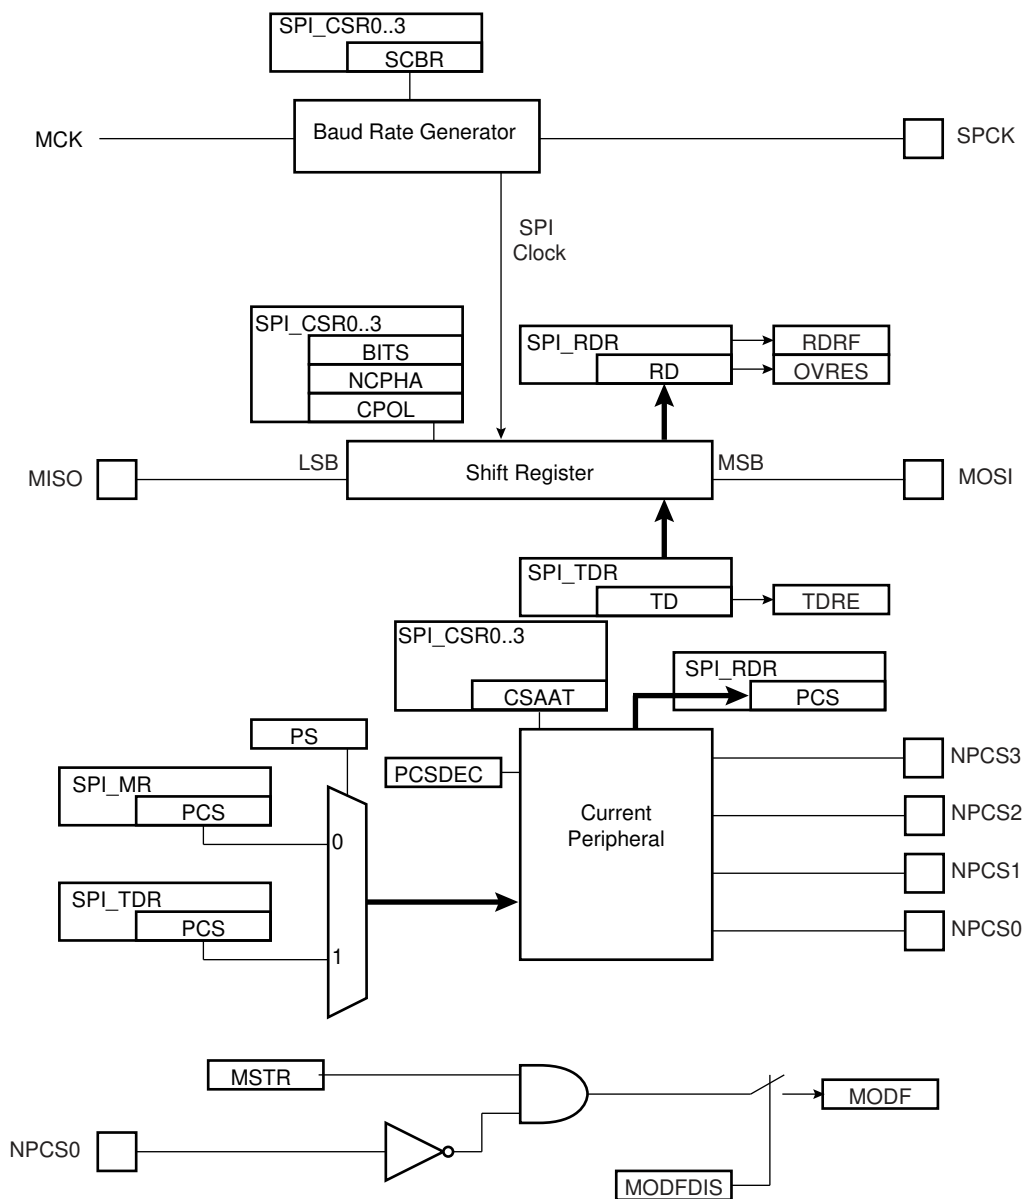 SPI_CSR0..3
SCBR
MCK
Baud Rate Generator
SPCK
SPI
Clock
SPI_CSR0..3
BITS
NCPHA
CPOL
SPI_RDR
RD
RDRF
OVRES
MISO
LSB
Shift Register
MSB
MOSI
SPI_TDR
TD
TDRE
SPI_CSR0..3
CSAAT
SPI_RDR
PCS
PS
PCSDEC
SPI_MR
PCS
0
SPI_TDR
PCS
1
Current
Peripheral
NPCS3
NPCS2
NPCS1
NPCS0
MSTR
MODF
NPCS0
MODFDIS